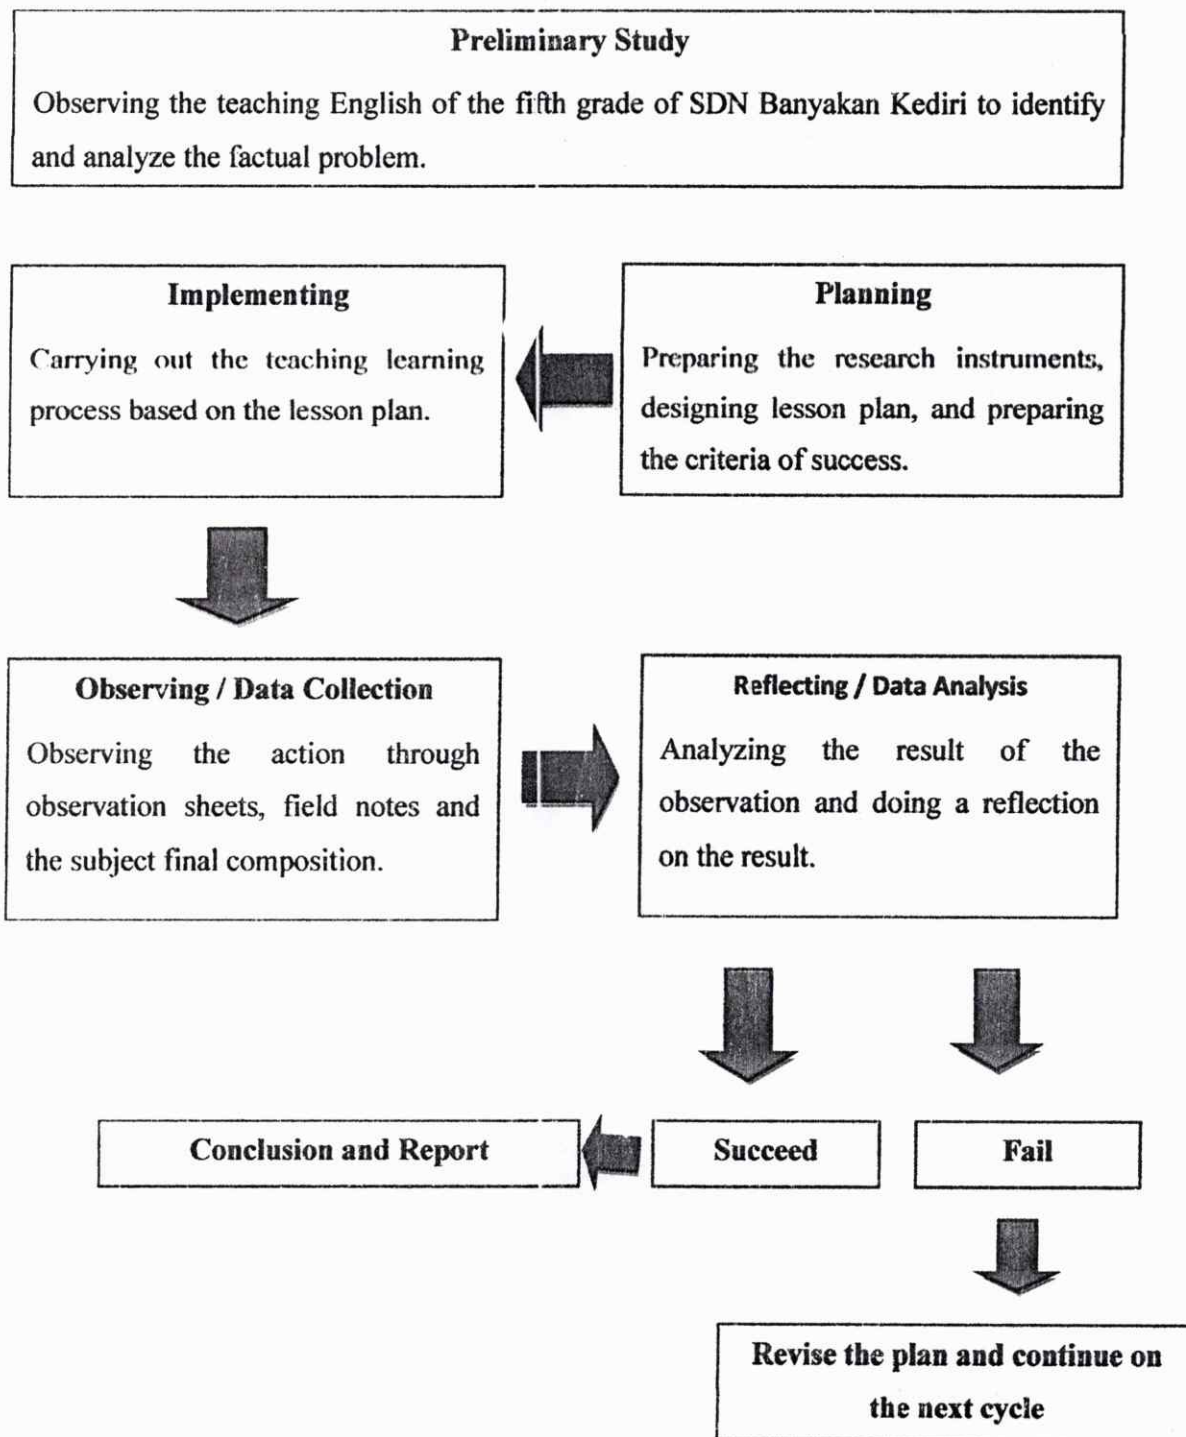 Preliminary Study
Observing the teaching English of the fifth grade of SDN Banyakan Kediri to identify
and analyze the factual problem.
Implementing
Carrying out the teaching learning
process based on the lesson plan.
Planning
Preparing the research instruments,
designing lesson plan, and preparing
the criteria of success.
Observing / Data Collection
Observing the action through
observation sheets, field notes and
the subject final composition.
Reflecting / Data Analysis
Analyzing the result of the
observation and doing a reflection
on the result.
Conclusion and Report
Succeed
Fail
Revise the plan and continue on
the next cycle